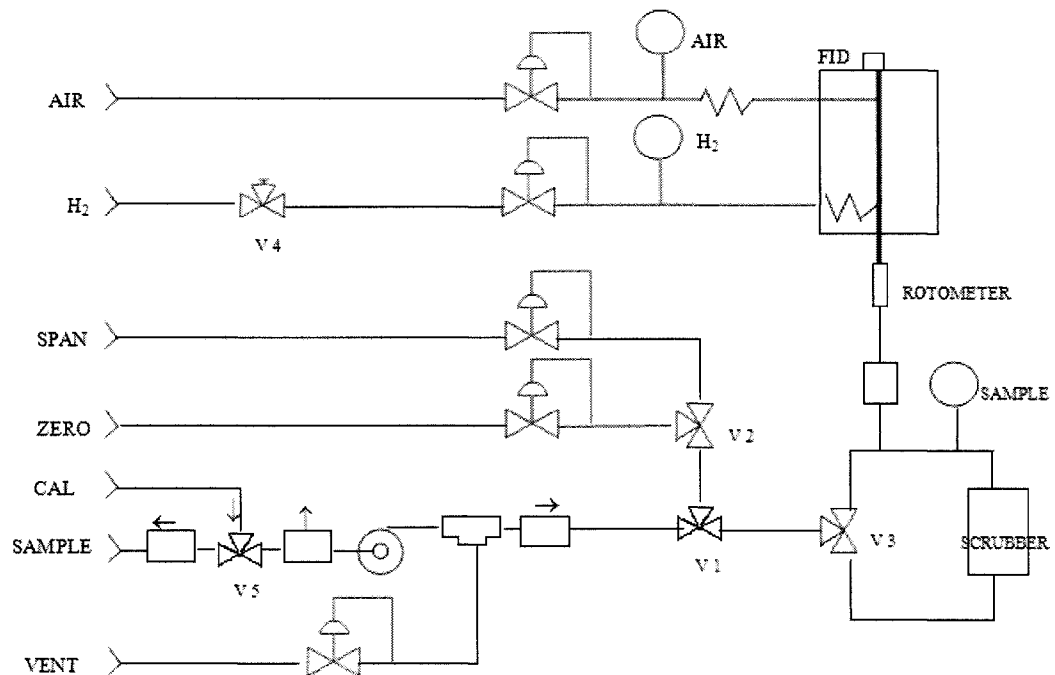 AIR
FID
AIR
H₂
H₂
V 4
ROTOMETER
SPAN
SAMPLE
ZERO
V 2
CAL
SAMPLE
V 5
V 1
V 3
SCRUBBER
VENT